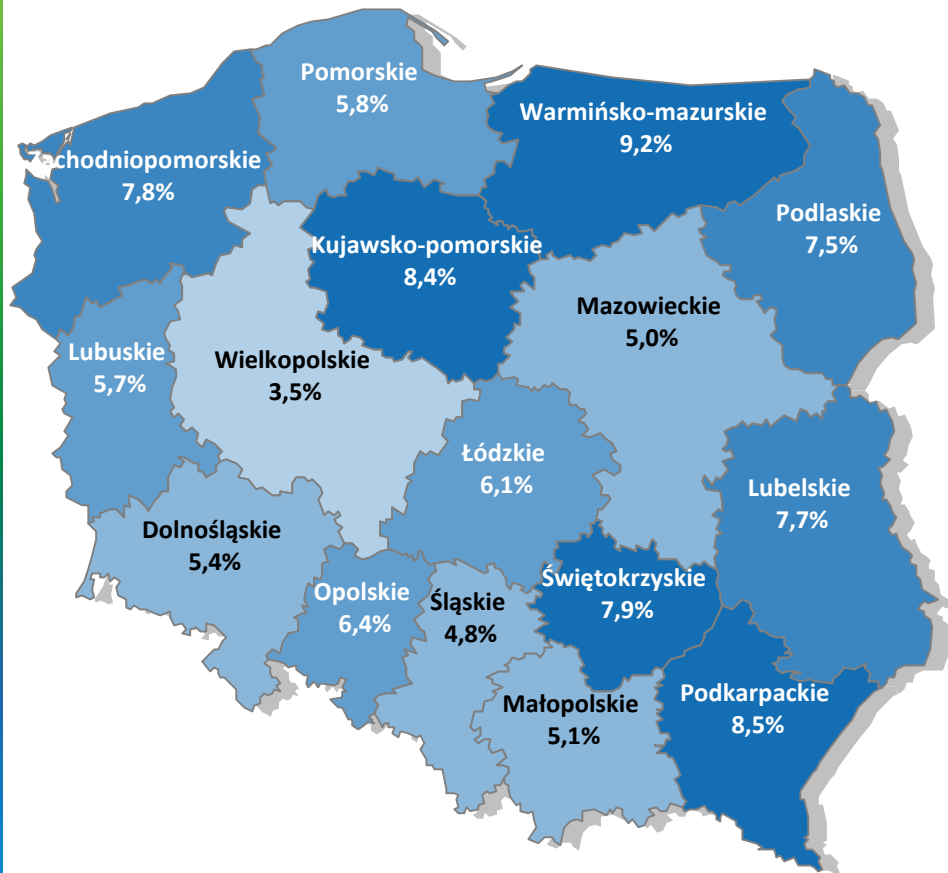 Pomorskie
5,8%
Warmińsko-mazurskie
9,2%
Zachodniopomorskie
7,8%
Podlaskie
7,5%
Kujawsko-pomorskie
8,4%
Mazowieckie
5,0%
Lubuskie
5,7%
Wielkopolskie
3,5%
Łódzkie
6,1%
Lubelskie
7,7%
Dolnośląskie
5,4%
Opolskie
6,4%
Śląskie
4,8%
Świętokrzyskie
7,9%
Małopolskie
5,1%
Podkarpackie
8,5%